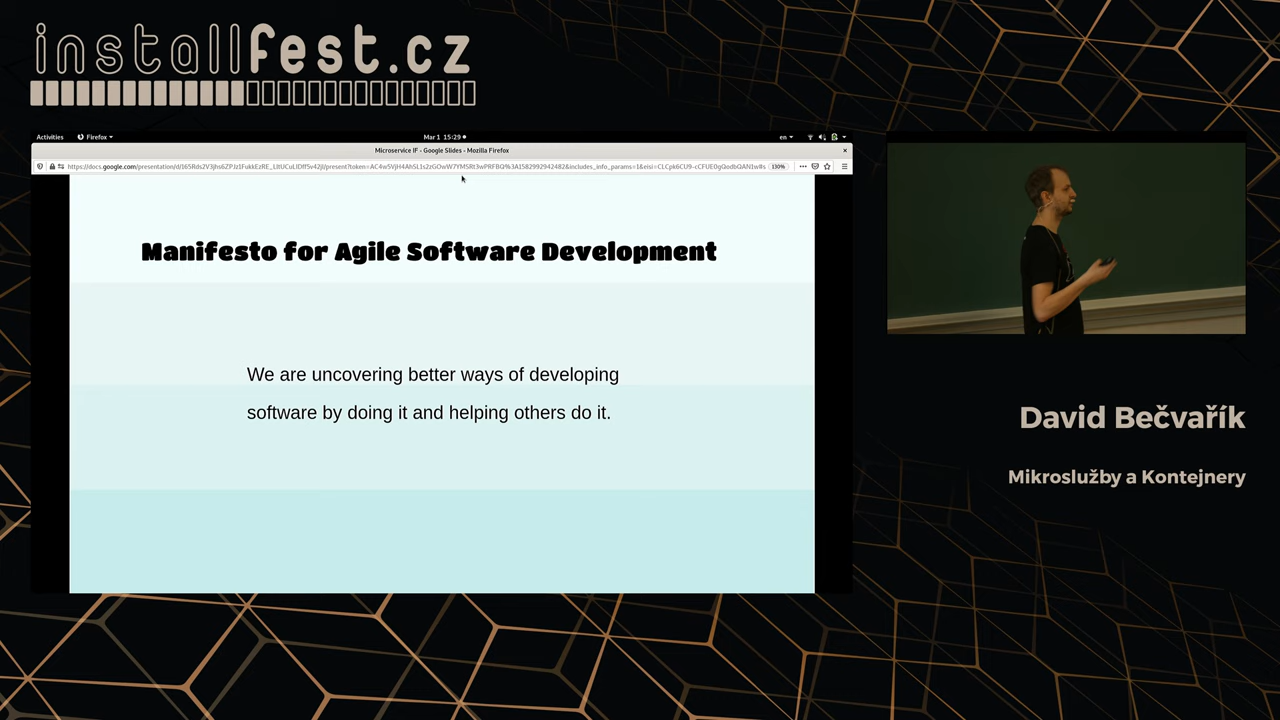 installfest.cz
Activities
Firefox
Mar 1 15:29
en
Microservice IF - Google Slides - Mozilla Firefox
130%
Manifesto for Agile Software Development
We are uncovering better ways of developing
software by doing it and helping others do it.
David Bečvařík
Mikroslužby a Kontejnery